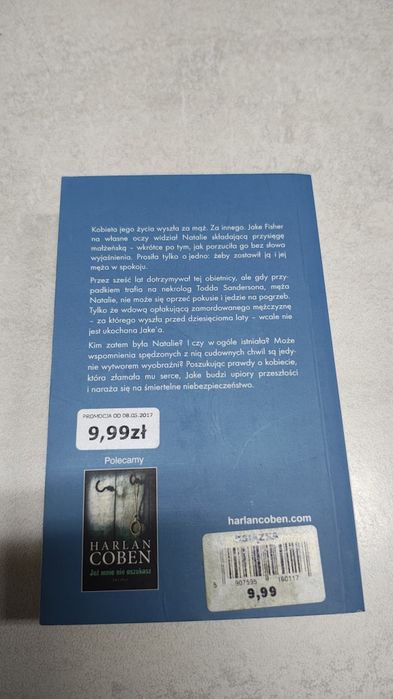 Kobieta jego życia wyszła za mąż. Za innego. Jake Fisher
na własne oczy widział Natalie składającą przysięgę
małżeńską – wkrótce po tym, jak porzuciła go bez słowa
wyjaśnienia. Prosiła tylko o jedno: żeby zostawił ją i jej
męża w spokoju.
Przez sześć lat dotrzymywał tej obietnicy, ale gdy przy-
padkiem trafia na nekrolog Todda Sandersona, męża
Natalie, nie może się oprzeć pokusie i jedzie na pogrzeb.
Tylko że wdową opłakującą zamordowanego mężczyznę
– za którego wyszła przed dziesięcioma laty – wcale nie
jest ukochana Jake'a.
Kim zatem była Natalie? I czy w ogóle istniała? Może
wspomnienia spędzonych z nią cudownych chwil są jedy-
nie wytworem wyobraźni? Poszukując prawdy o kobiecie,
która złamała mu serce, Jake budzi upiory przeszłości
i naraża się na śmiertelne niebezpieczeństwo.
PROMOCJA OD 08.05.2017
9,99zł
Polecamy
HARLAN
COBEN
Już mnie nie oszukasz
harlancoben.com
KSIĄŻKA
5 907595 160117
9,99